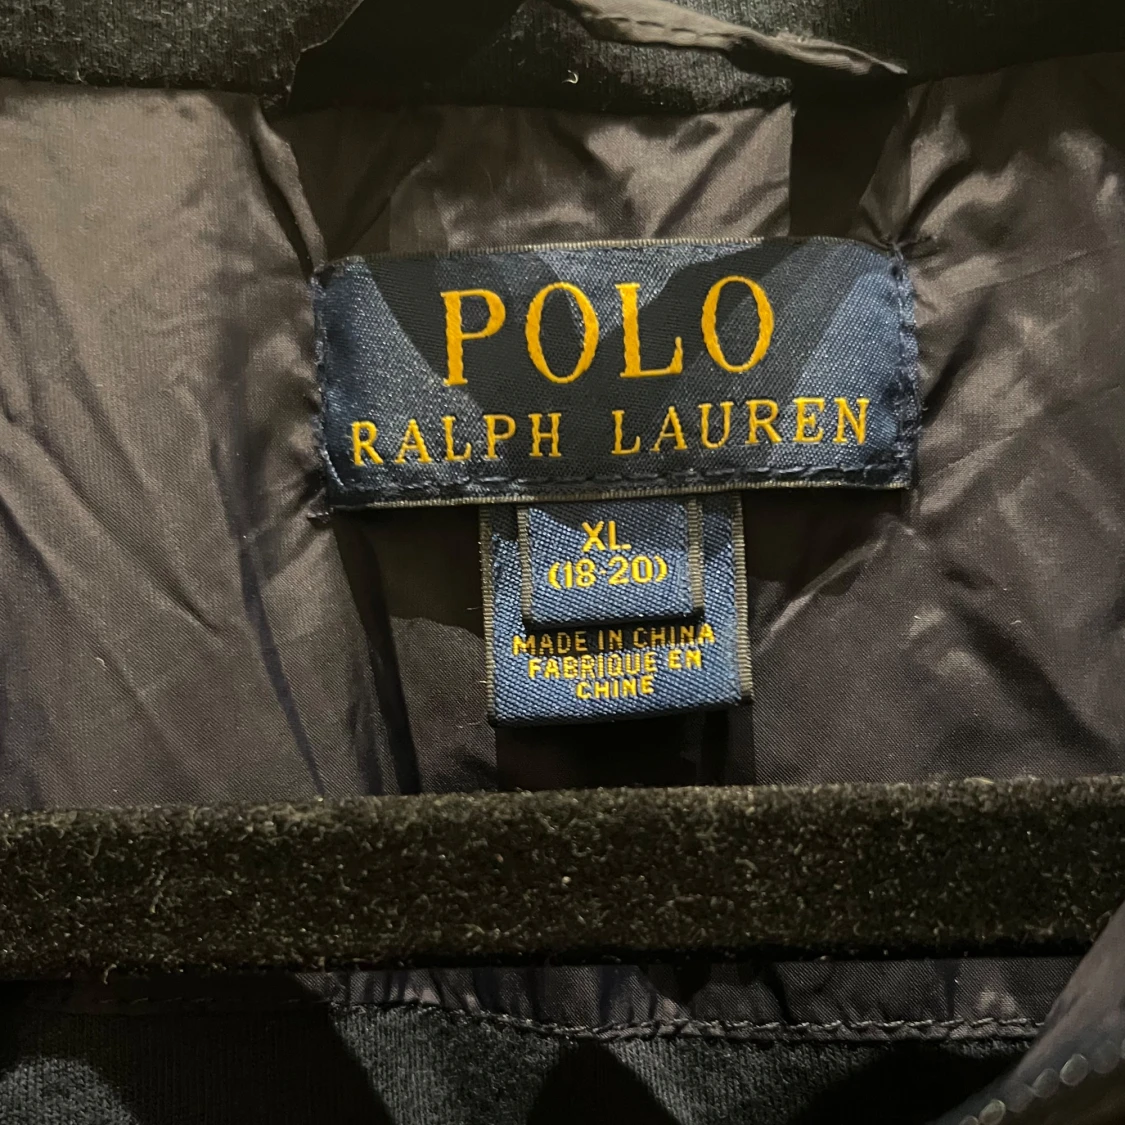 POLO
RALPH LAUREN
XL
(18-20)
MADE IN CHINA
FABRIQUE EN
CHINE